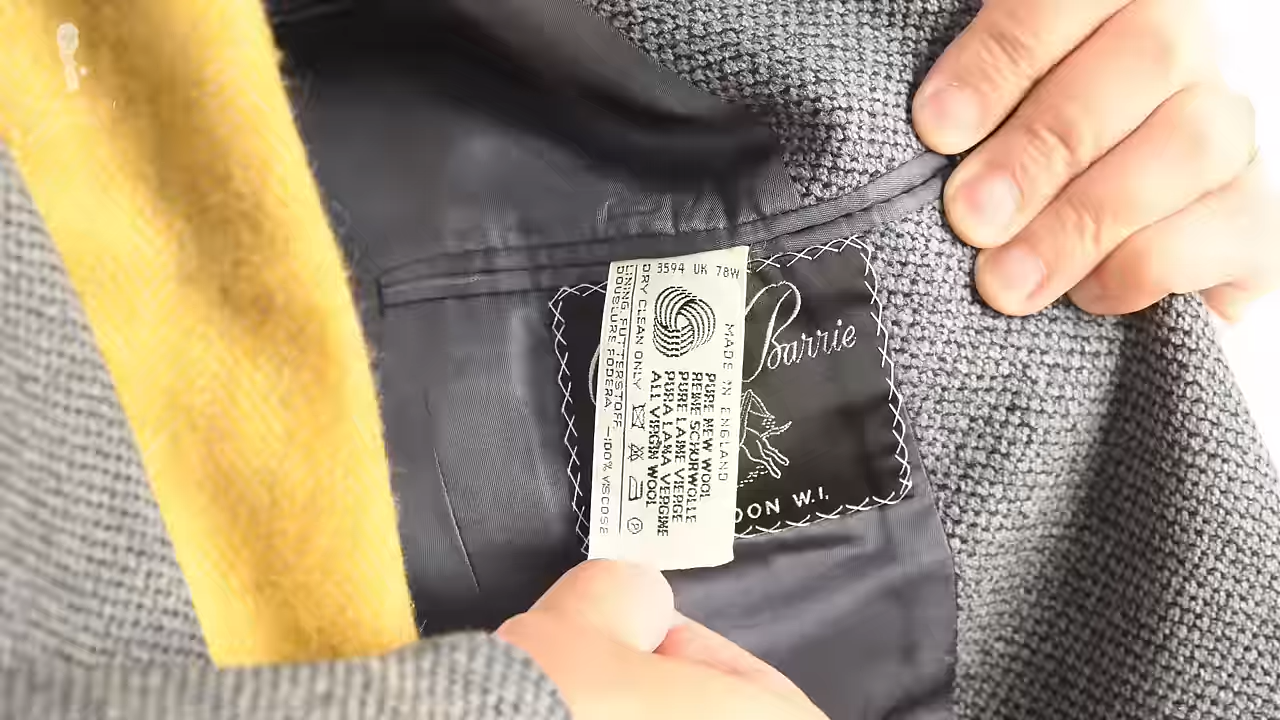 3594 UK 78W
MADE IN ENGLAND
PURE NEW WOOL
REINE SCHURWOLLE
PURE LAINE VIERGE
PURA LANA VERGINE
ALL VIRGIN WOOL
DRY CLEAN ONLY
P
LINING, FUTTERSTOFF
DOUBLURE, FODERA, -100% VISCOSE
Barrie
DON W.I.